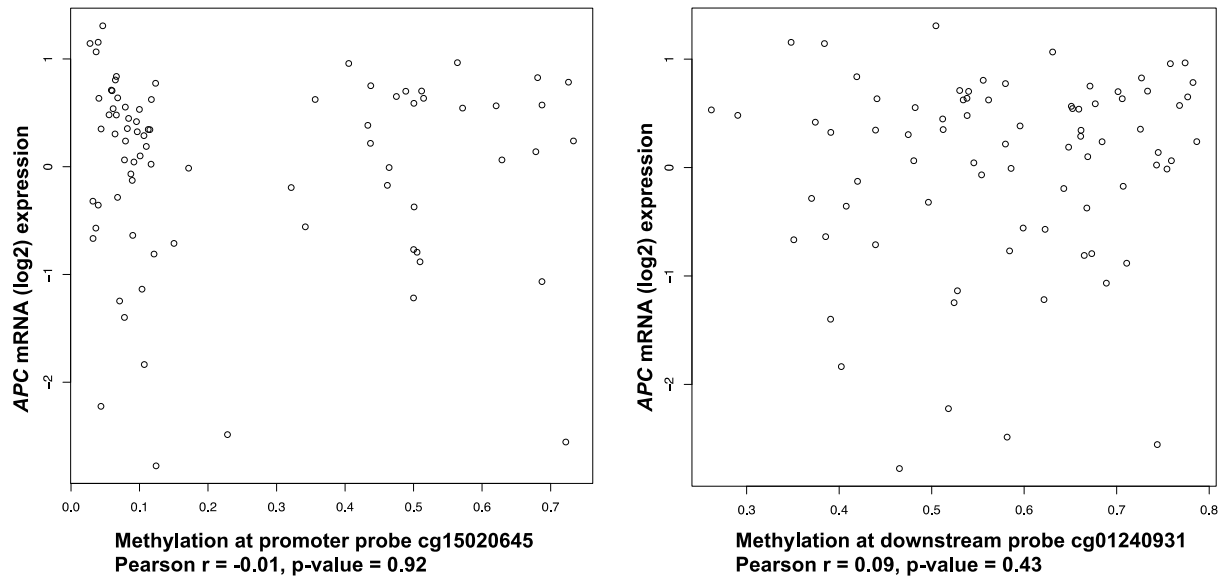 APC mRNA (log2) expression
1
0
-1
-2
0.0 0.1 0.2 0.3 0.4 0.5 0.6 0.7
Methylation at promoter probe cg15020645
Pearson r = -0.01, p-value = 0.92
APC mRNA (log2) expression
1
0
-1
-2
0.3 0.4 0.5 0.6 0.7 0.8
Methylation at downstream probe cg01240931
Pearson r = 0.09, p-value = 0.43